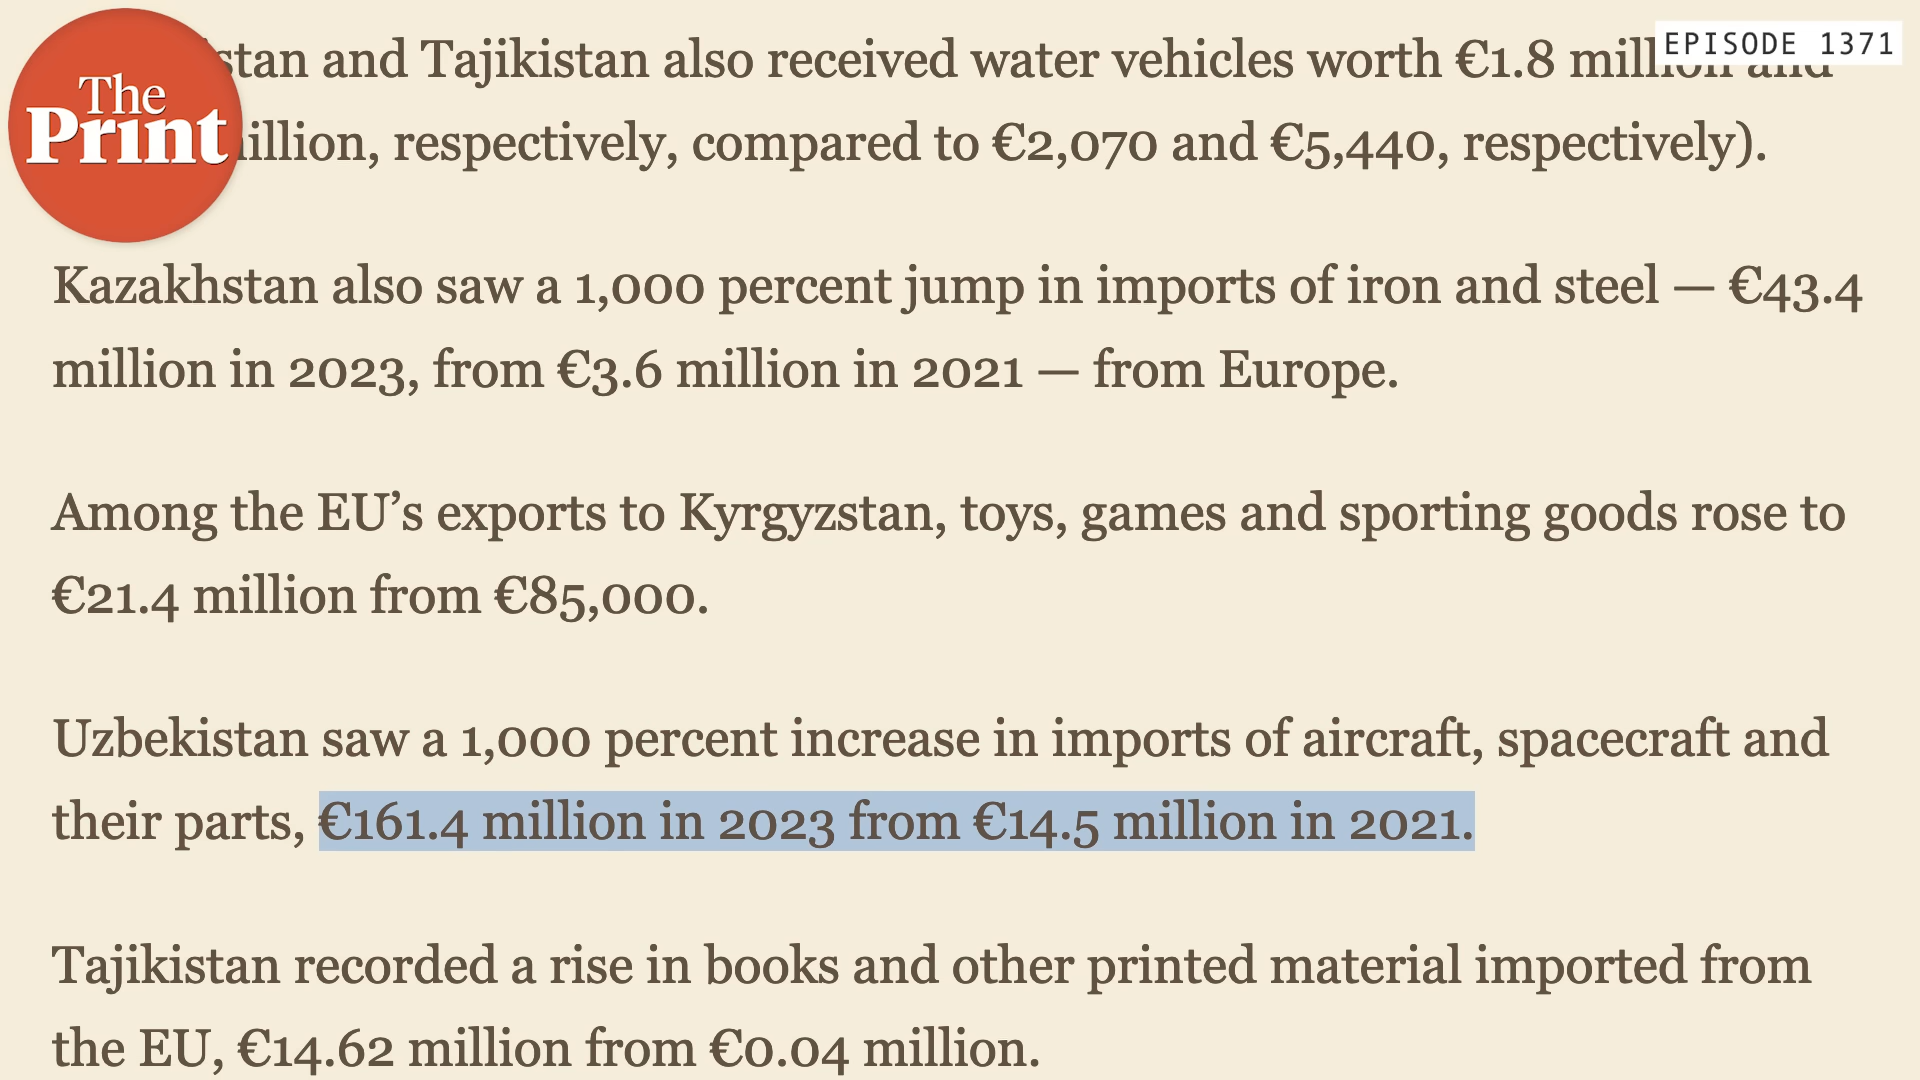 The
Print
EPISODE 1371
stan and Tajikistan also received water vehicles worth €1.8 million and
illion, respectively, compared to €2,070 and €5,440, respectively).
Kazakhstan also saw a 1,000 percent jump in imports of iron and steel — €43.4
million in 2023, from €3.6 million in 2021 — from Europe.
Among the EU’s exports to Kyrgyzstan, toys, games and sporting goods rose to
€21.4 million from €85,000.
Uzbekistan saw a 1,000 percent increase in imports of aircraft, spacecraft and
their parts, €161.4 million in 2023 from €14.5 million in 2021.
Tajikistan recorded a rise in books and other printed material imported from
the EU, €14.62 million from €0.04 million.